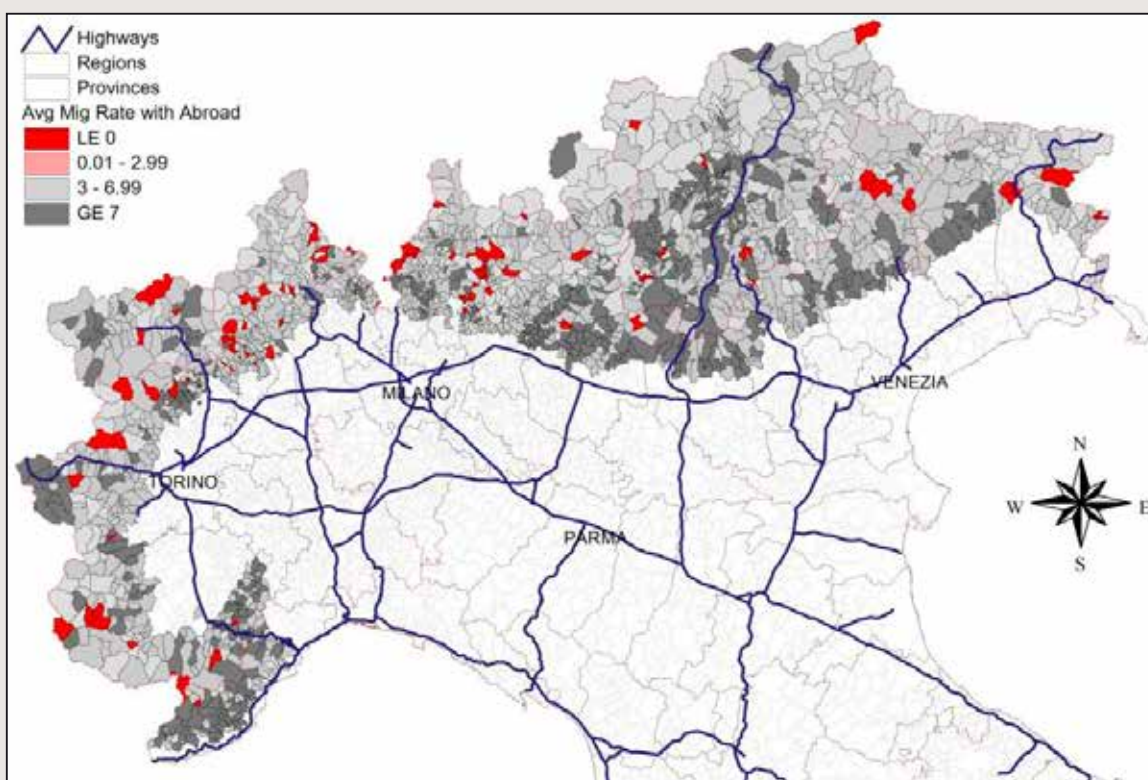 Highways
Regions
Provinces
Avg Mig Rate with Abroad
LE 0
0.01 - 2.99
3 - 6.99
GE 7
MILANO
VENEZIA
TORINO
PARMA
N
W E
S